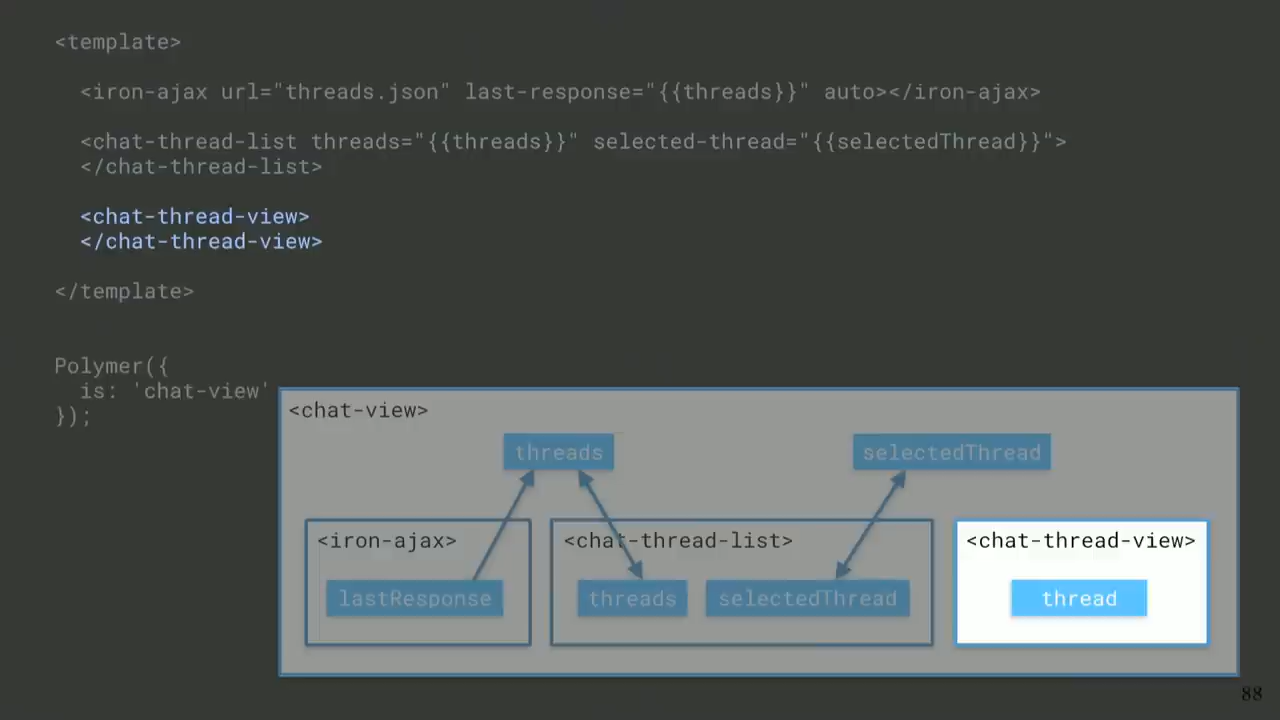 <template>
<iron-ajax url="threads.json" last-response="{{threads}}" auto></iron-ajax>
<chat-thread-list threads="{{threads}}" selected-thread="{{selectedThread}}">
</chat-thread-list>
<chat-thread-view>
</chat-thread-view>
</template>
Polymer({
is: 'chat-view'
});
<chat-view>
threads
selectedThread
<iron-ajax>
lastResponse
<chat-thread-list>
threads
selectedThread
<chat-thread-view>
thread
88